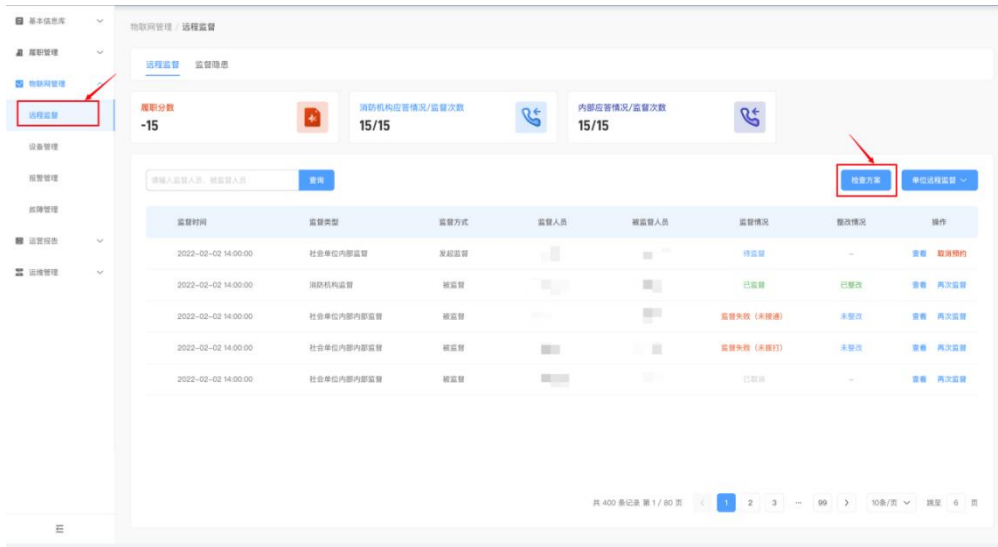 基本信息库
履职管理
物联网管理
远程监督
设备管理
报警管理
故障管理
运营报告
运维管理
物联网管理 / 远程监督
远程监督 监督隐患
履职分数
-15
消防机构应答情况/监督次数
15/15
内部应答情况/监督次数
15/15
请输入监督人员、被监督人员 查询 检查方案 单位远程监督
监督时间 监督类型 监督方式 监督人员 被监督人员 监督情况 整改情况 操作
2022-02-02 14:00:00 社会单位内部监督 发起监督 待监督 - 查看 取消预约
2022-02-02 14:00:00 消防机构监督 被监督 已监督 已整改 查看 再次监督
2022-02-02 14:00:00 社会单位内部内部监督 被监督 监督失败（未接通） 未整改 查看 再次监督
2022-02-02 14:00:00 社会单位内部内部监督 被监督 监督失败（未拨打） 未整改 查看 再次监督
2022-02-02 14:00:00 社会单位内部内部监督 被监督 已取消 - 查看 再次监督
共 400 条记录 第 1 / 80 页 < 1 2 3 ··· 99 > 10条/页 跳至 6 页